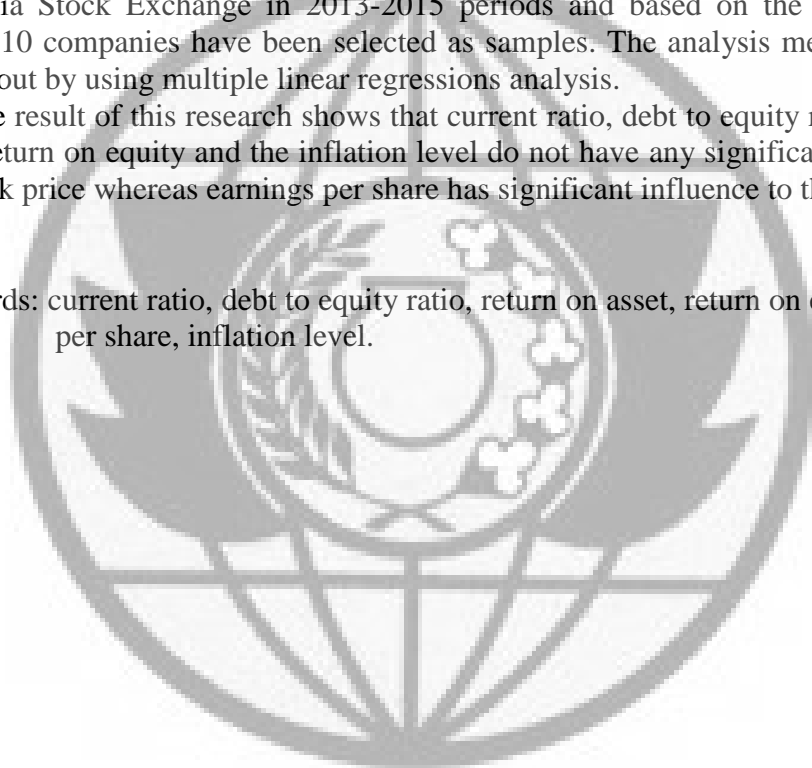 ia Stock Exchange in 2013-2015 periods and based on the
10 companies have been selected as samples. The analysis me
out by using multiple linear regressions analysis.
e result of this research shows that current ratio, debt to equity r
eturn on equity and the inflation level do not have any significa
k price whereas earnings per share has significant influence to th
rds: current ratio, debt to equity ratio, return on asset, return on e
per share, inflation level.